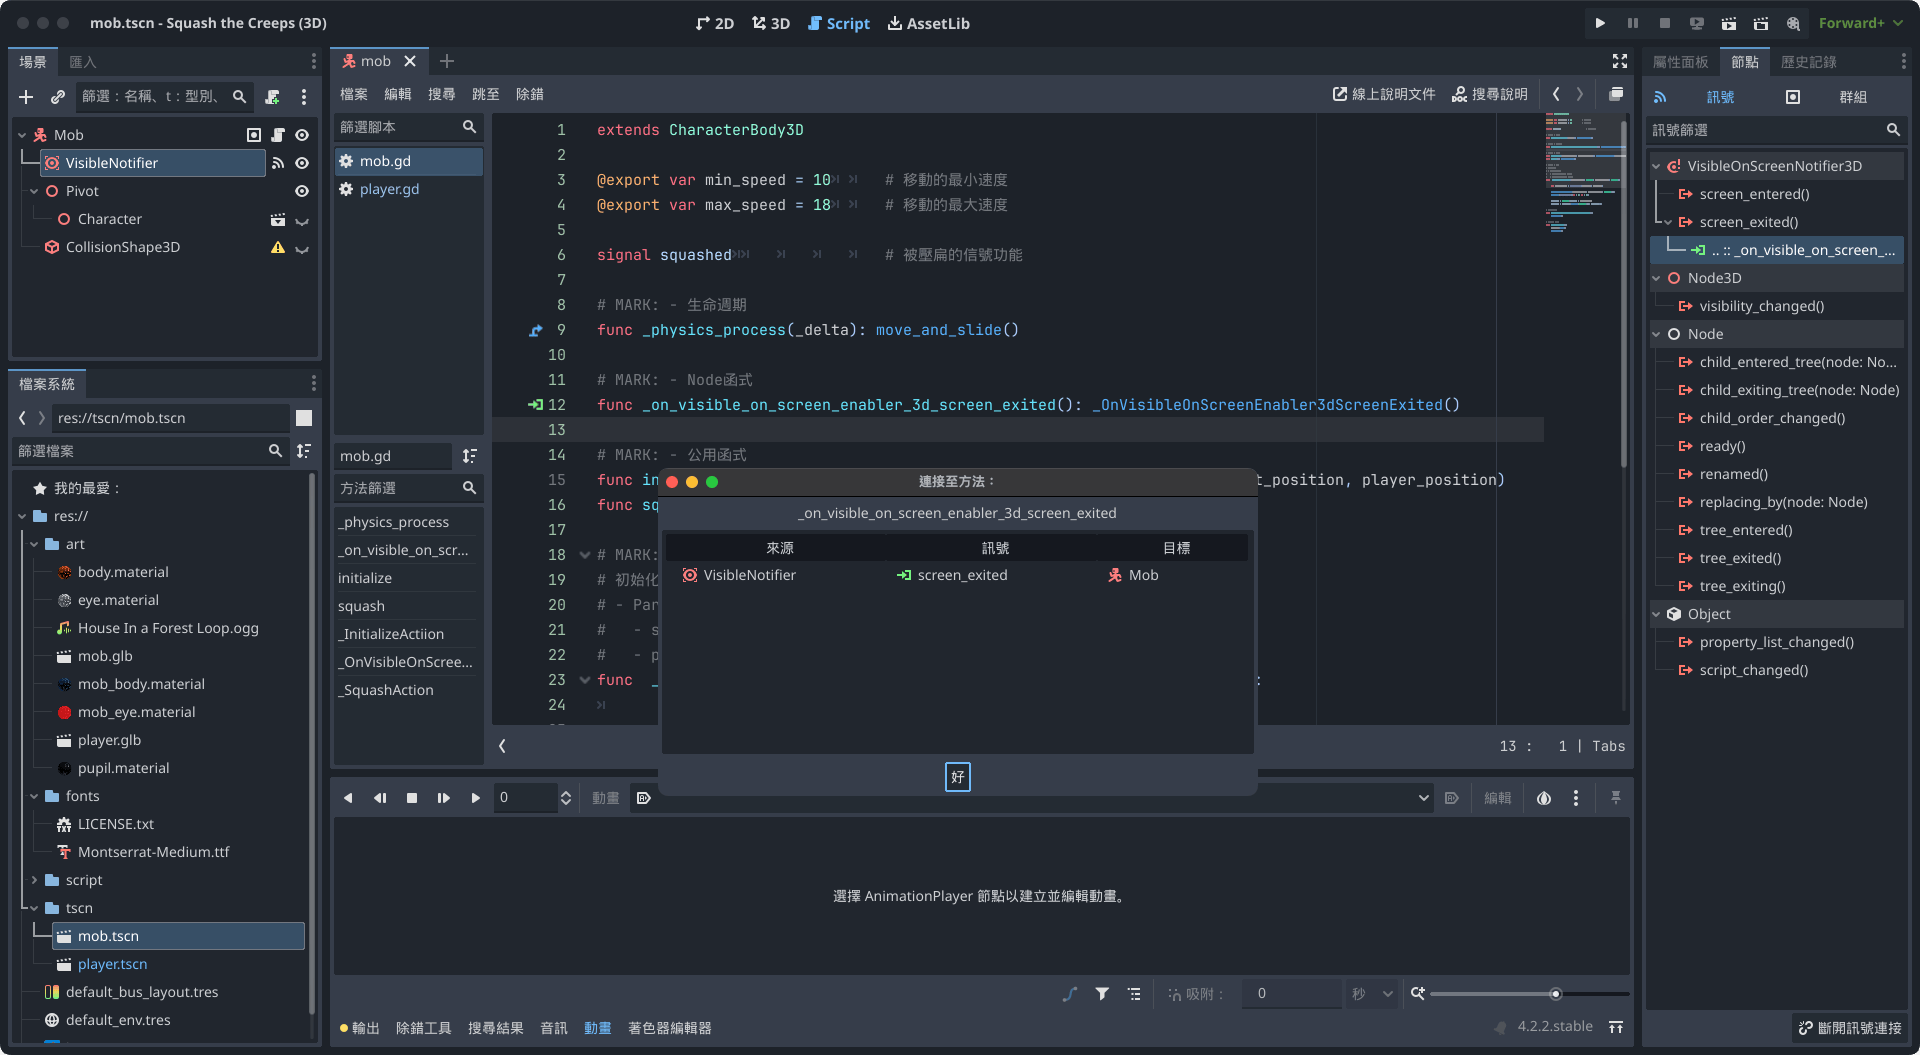 mob.tscn - Squash the Creeps (3D)
2D
3D
Script
AssetLib
Forward+
場景
匯入
篩選：名稱、t：型別、
Mob
VisibleNotifier
Pivot
Character
CollisionShape3D
檔案系統
res://tscn/mob.tscn
篩選檔案
我的最愛：
res://
art
body.material
eye.material
House In a Forest Loop.ogg
mob.glb
mob_body.material
mob_eye.material
player.glb
pupil.material
fonts
LICENSE.txt
Montserrat-Medium.ttf
script
tscn
mob.tscn
player.tscn
default_bus_layout.tres
default_env.tres
mob
檔案 編輯 搜尋 跳至 除錯
線上說明文件
搜尋說明
篩選腳本
mob.gd
player.gd
mob.gd
方法篩選
_physics_process
_on_visible_on_scr...
initialize
squash
_InitializeActiion
_OnVisibleOnScree...
_SquashAction
1 extends CharacterBody3D
2
3 @export var min_speed = 10 # 移動的最小速度
4 @export var max_speed = 18 # 移動的最大速度
5
6 signal squashed # 被壓扁的信號功能
7
8 # MARK: - 生命週期
9 func _physics_process(_delta): move_and_slide()
10
11 # MARK: - Node函式
12 func _on_visible_on_screen_enabler_3d_screen_exited(): _OnVisibleOnScreenEnabler3dScreenExited()
13
14 # MARK: - 公用函式
15 func in t_position, player_position)
16 func sq
17
18 # MARK:
19 # 初始化
20 # - Par
21 # - s
22 # - p
23 func _ :
24
連接至方法：
_on_visible_on_screen_enabler_3d_screen_exited
來源 訊號 目標
VisibleNotifier screen_exited Mob
好
13 : 1 | Tabs
0
動畫
編輯
選擇 AnimationPlayer 節點以建立並編輯動畫。
吸附：
0
秒
輸出 除錯工具 搜尋結果 音訊 動畫 著色器編輯器
4.2.2.stable
屬性面板
節點
歷史記錄
訊號
群組
訊號篩選
VisibleOnScreenNotifier3D
screen_entered()
screen_exited()
.. :: _on_visible_on_screen_...
Node3D
visibility_changed()
Node
child_entered_tree(node: No...
child_exiting_tree(node: Node)
child_order_changed()
ready()
renamed()
replacing_by(node: Node)
tree_entered()
tree_exited()
tree_exiting()
Object
property_list_changed()
script_changed()
斷開訊號連接